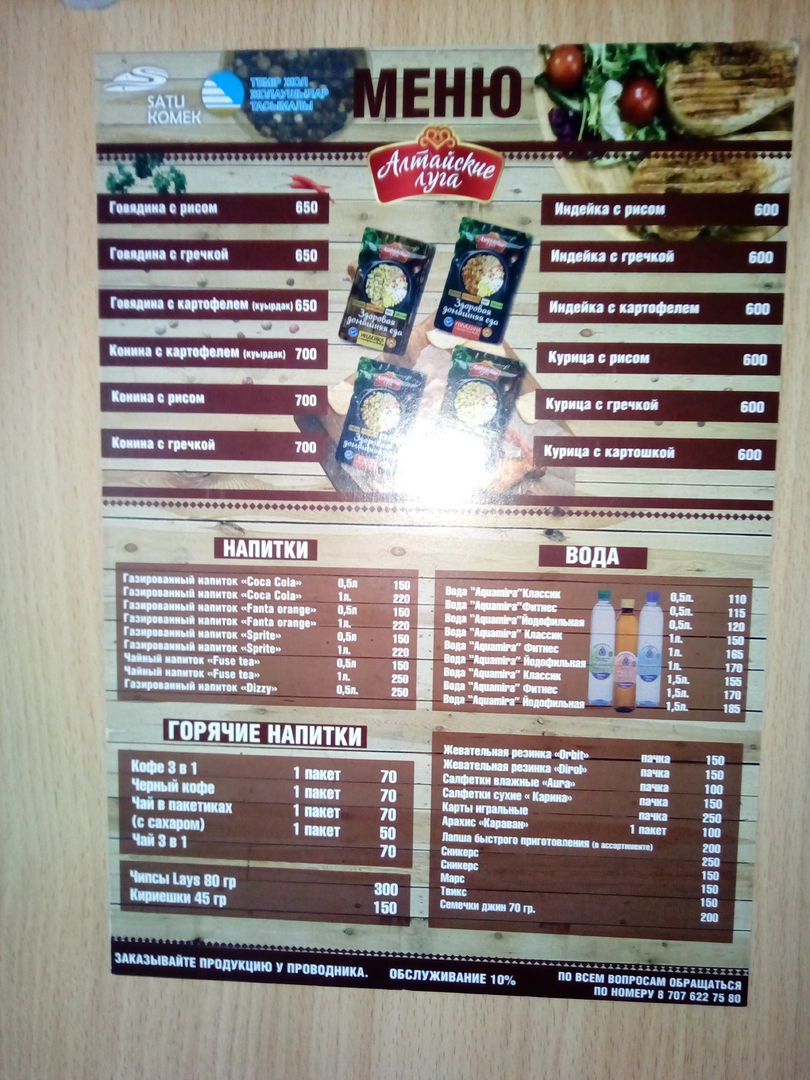 SATU
KOMEK
ТЕМІР ЖОЛ
ЖОЛАУШЫЛАР
ТАСЫМАЛЫ
МЕНЮ
Алтайские
луга
Говядина с рисом 650
Говядина с гречкой 650
Говядина с картофелем (куырдак) 650
Конина с картофелем (куырдак) 700
Конина с рисом 700
Конина с гречкой 700
Здоровая
домашняя еда
Здоровая
домашняя еда
Индейка с рисом 600
Индейка с гречкой 600
Индейка с картофелем 600
Курица с рисом 600
Курица с гречкой 600
Курица с картошкой 600
НАПИТКИ
Газированный напиток «Coca Cola» 0,5л 150
Газированный напиток «Coca Cola» 1л. 220
Газированный напиток «Fanta orange» 0,5л 150
Газированный напиток «Fanta orange» 1л. 220
Газированный напиток «Sprite» 0,5л 150
Газированный напиток «Sprite» 1л. 220
Чайный напиток «Fuse tea» 0,5л 150
Чайный напиток «Fuse tea» 1л. 250
Газированный напиток «Dizzy» 0,5л. 250
ВОДА
Вода "Aquamira"Классик 0,5л. 110
Вода "Aquamira"Фитнес 0,5л. 115
Вода "Aquamira"Йодофильная 0,5л. 120
Вода "Aquamira" Классик 1л. 150
Вода "Aquamira" Фитнес 1л. 165
Вода "Aquamira" Йодофильная 1л. 170
Вода "Aquamira" Классик 1,5л. 155
Вода "Aquamira" Фитнес 1,5л. 170
Вода "Aquamira" Йодофильная 1,5л. 185
ГОРЯЧИЕ НАПИТКИ
Кофе 3 в 1 1 пакет 70
Черный кофе 1 пакет 70
Чай в пакетиках 1 пакет 70
(с сахаром) 1 пакет 50
Чай 3 в 1 70
Чипсы Lays 80 гр 300
Кириешки 45 гр 150
Жевательная резинка «Orbit» пачка 150
Жевательная резинка «Dirol» пачка 150
Салфетки влажные «Aura» пачка 100
Салфетки сухие « Карина» пачка 150
Карты игральные пачка 250
Арахис «Караван» 1 пакет 100
Лапша быстрого приготовления (в ассортименте) 200
Сникерс 250
Сникерс 150
Марс 150
Твикс 150
Семечки джин 70 гр. 200
ЗАКАЗЫВАЙТЕ ПРОДУКЦИЮ У ПРОВОДНИКА. ОБСЛУЖИВАНИЕ 10%
ПО ВСЕМ ВОПРОСАМ ОБРАЩАТЬСЯ
ПО НОМЕРУ 8 707 622 75 80